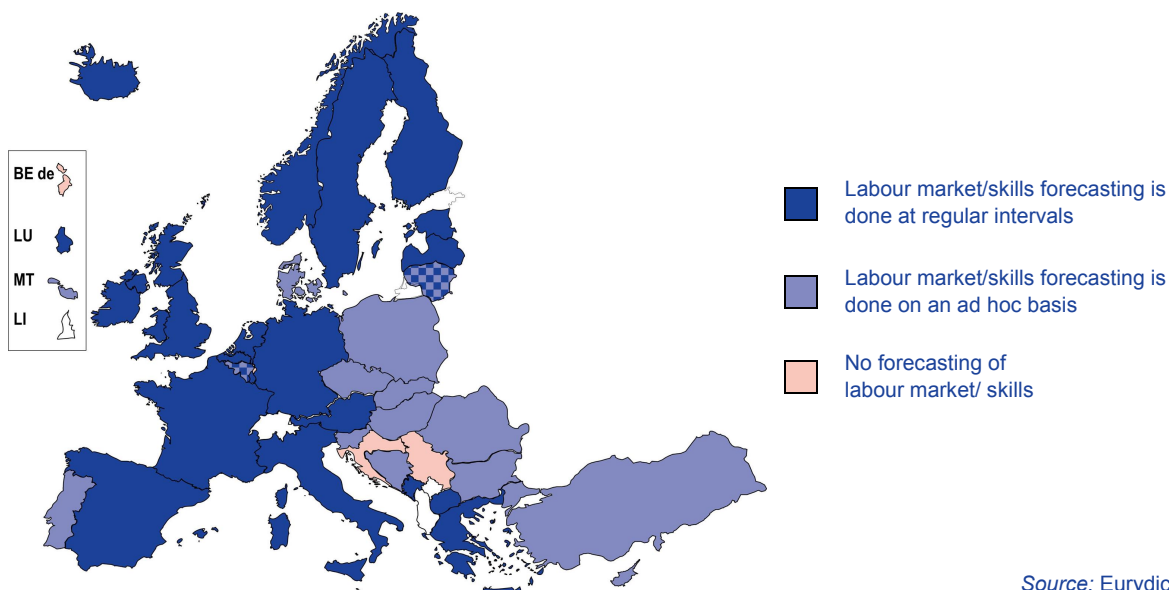 BE de
LU
MT
LI
Labour market/skills forecasting is
done at regular intervals
Labour market/skills forecasting is
done on an ad hoc basis
No forecasting of
labour market/ skills
Source: Eurydic